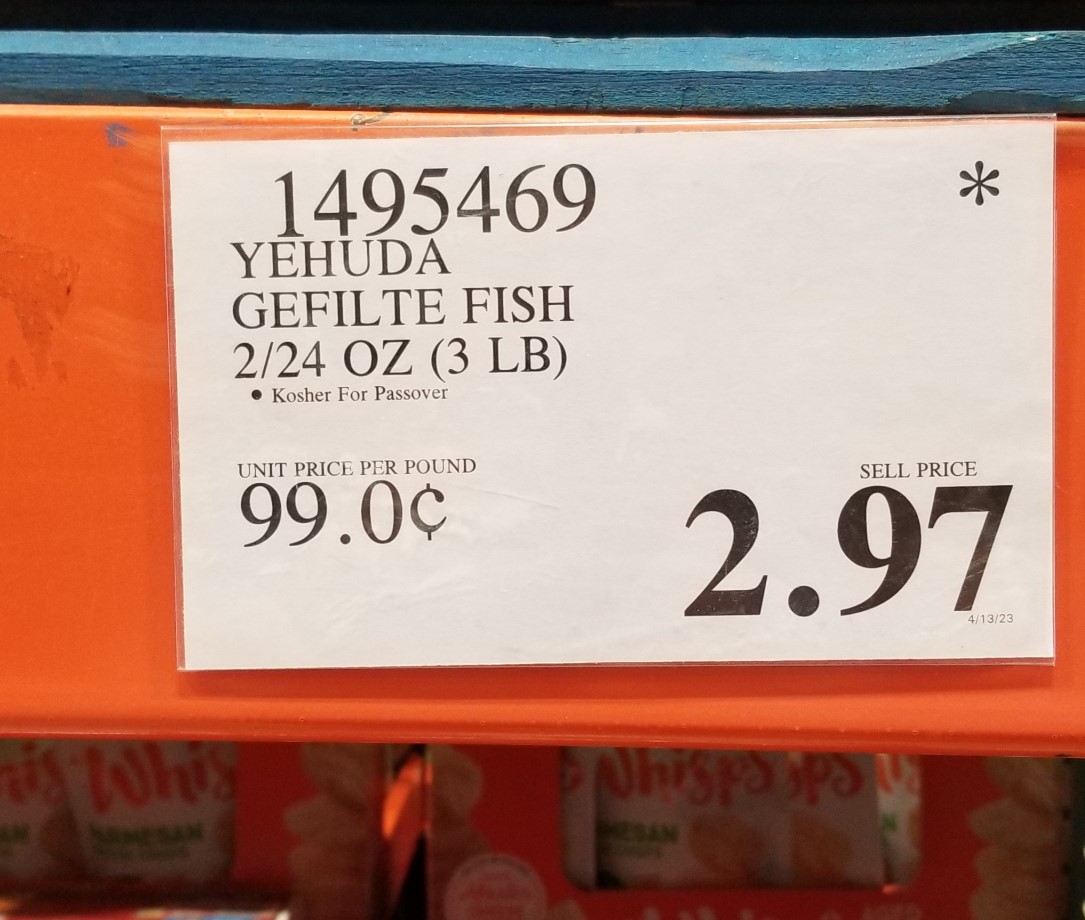 1495469 *
YEHUDA
GEFILTE FISH
2/24 OZ (3 LB)
• Kosher For Passover
UNIT PRICE PER POUND
99.0¢
SELL PRICE
2.97
4/13/23
Whisps